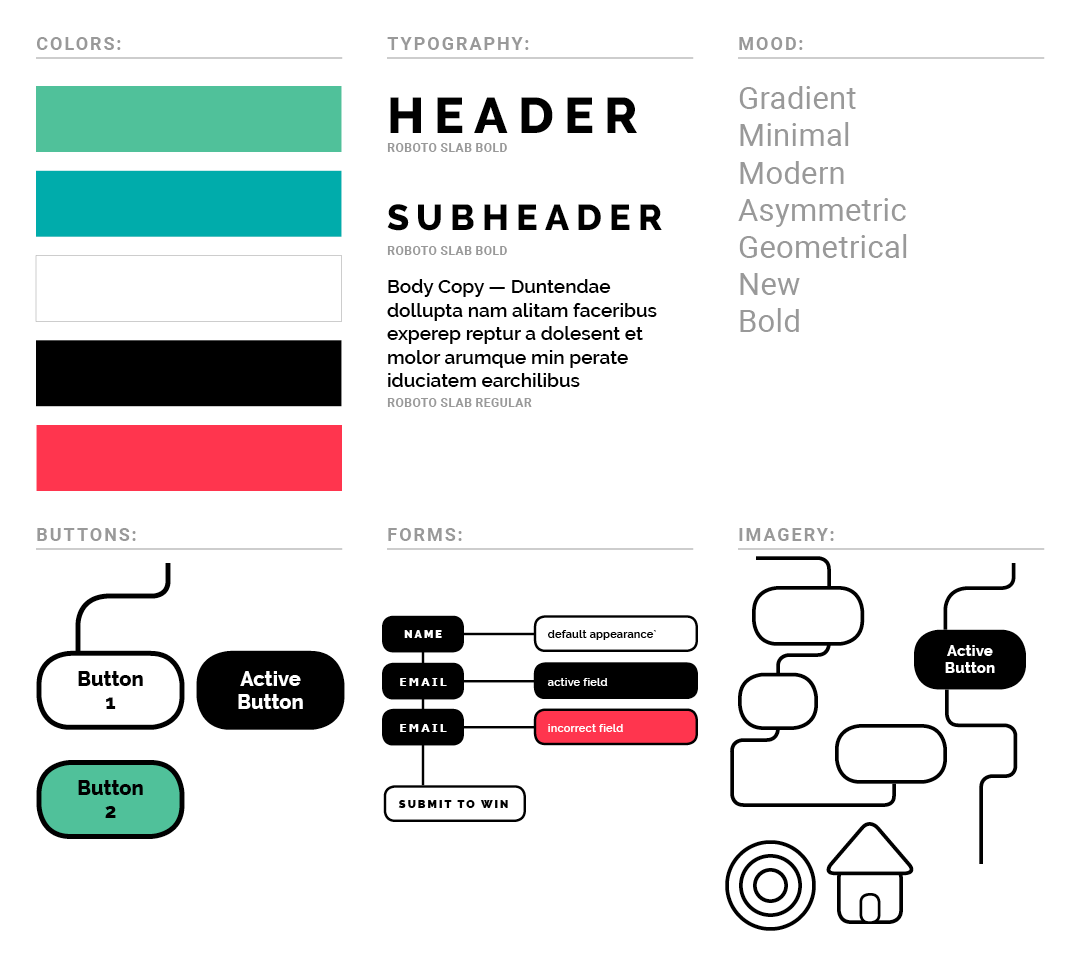 COLORS:
TYPOGRAPHY:
HEADER
ROBOTO SLAB BOLD
SUBHEADER
ROBOTO SLAB BOLD
Body Copy — Duntendae
dollupta nam alitam faceribus
experep reptur a dolesent et
molor arumque min perate
iduciatem earchilibus
ROBOTO SLAB REGULAR
MOOD:
Gradient
Minimal
Modern
Asymmetric
Geometrical
New
Bold
BUTTONS:
Button
1
Active
Button
Button
2
FORMS:
NAME
default appearance`
EMAIL
active field
EMAIL
incorrect field
SUBMIT TO WIN
IMAGERY:
Active
Button